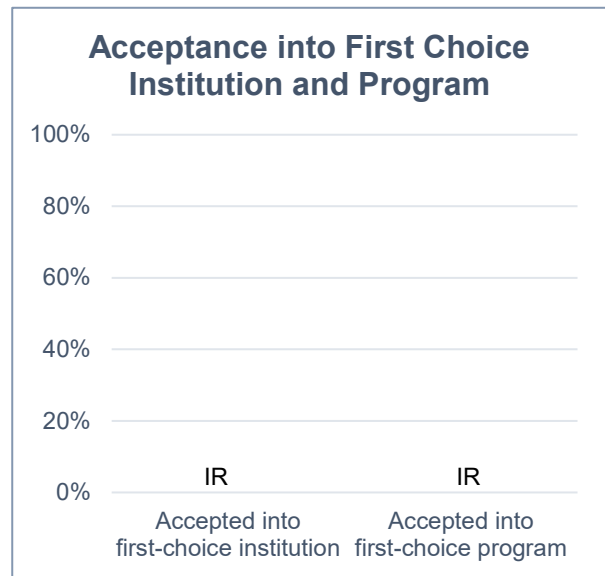 Acceptance into First Choice
Institution and Program
100%
80%
60%
40%
20%
0%
IR
IR
Accepted into
first-choice institution
Accepted into
first-choice program